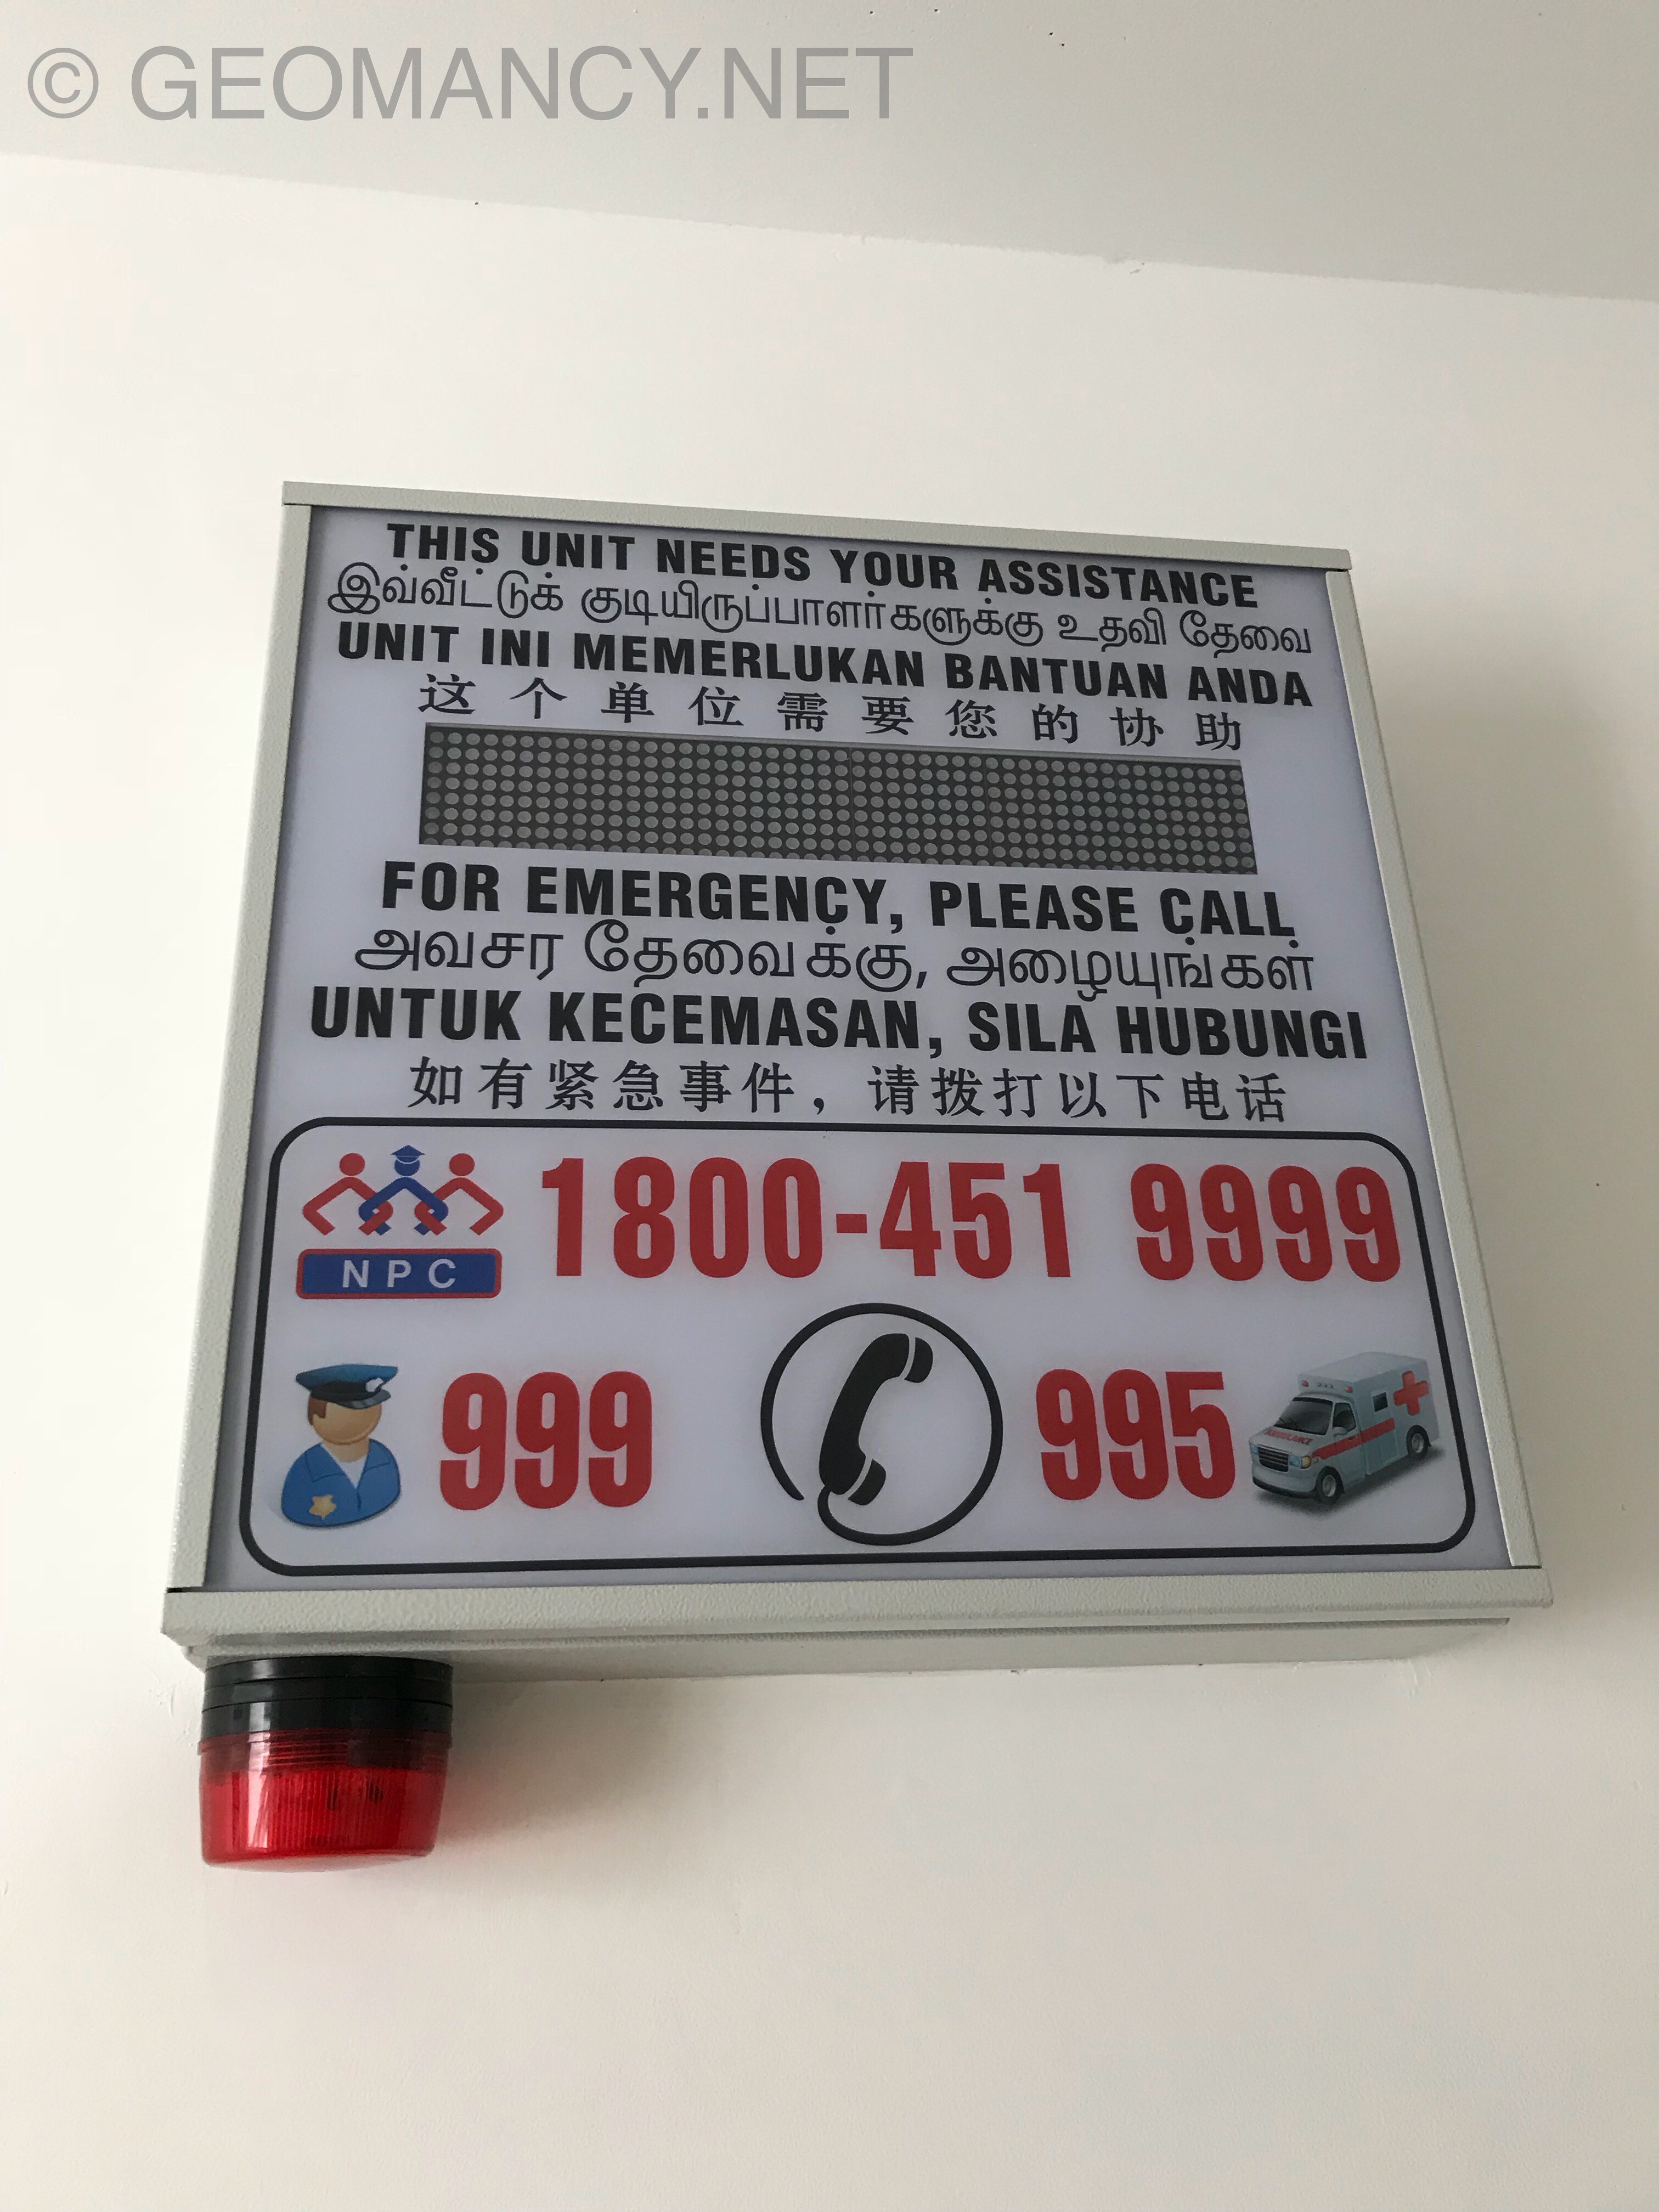 © GEOMANCY.NET
THIS UNIT NEEDS YOUR ASSISTANCE
இவ்வீட்டுக் குடியிருப்பாளர்களுக்கு உதவி தேவை
UNIT INI MEMERLUKAN BANTUAN ANDA
这个单位需要您的协助
FOR EMERGENCY, PLEASE CALL
அவசர தேவைக்கு, அழையுங்கள்
UNTUK KECEMASAN, SILA HUBUNGI
如有紧急事件，请拨打以下电话
NPC 1800-451 9999
999 995
AMBULANCE